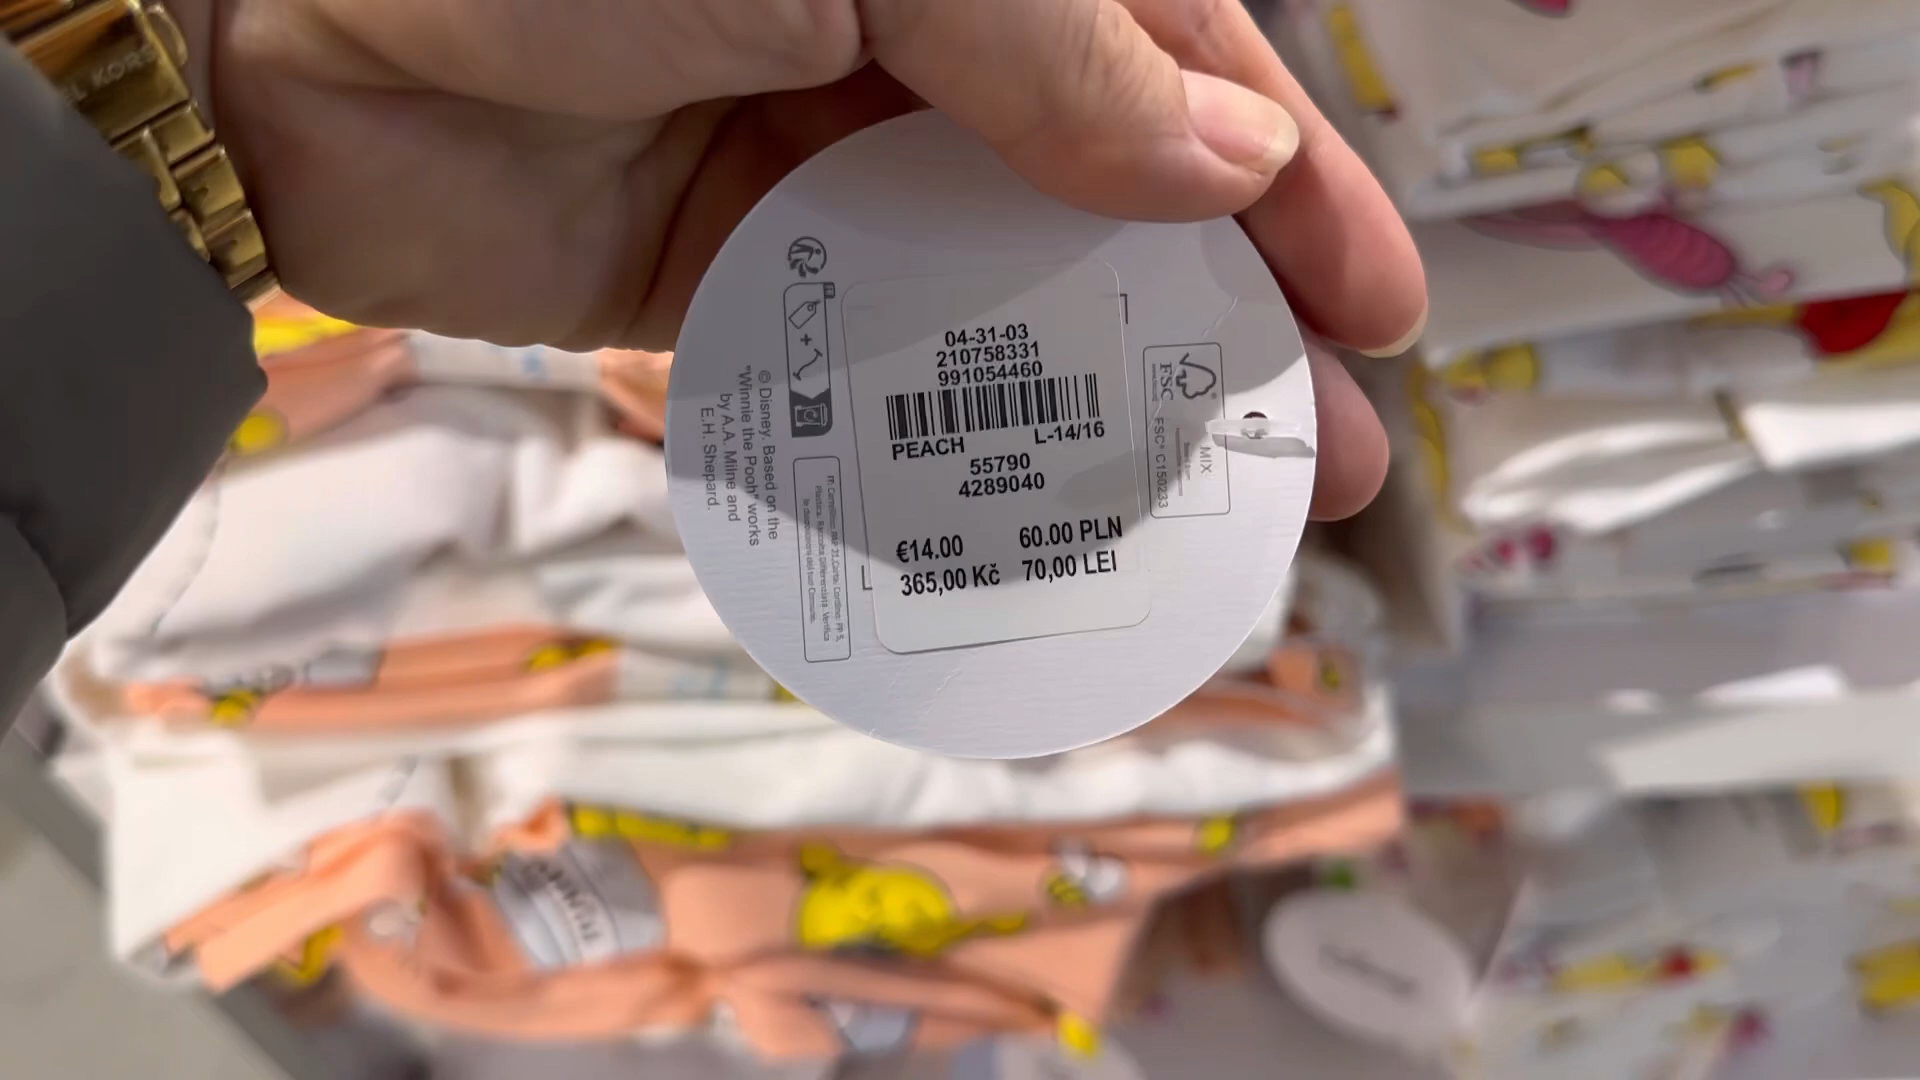 04-31-03
210758331
991054460
PEACH L-14/16
55790
4289040
€14.00 60.00 PLN
365,00 Kč 70,00 LEI
© Disney. Based on the
"Winnie the Pooh" works
by A.A. Milne and
E.H. Shepard.
FSC
MIX
FSC® C150233
KORS